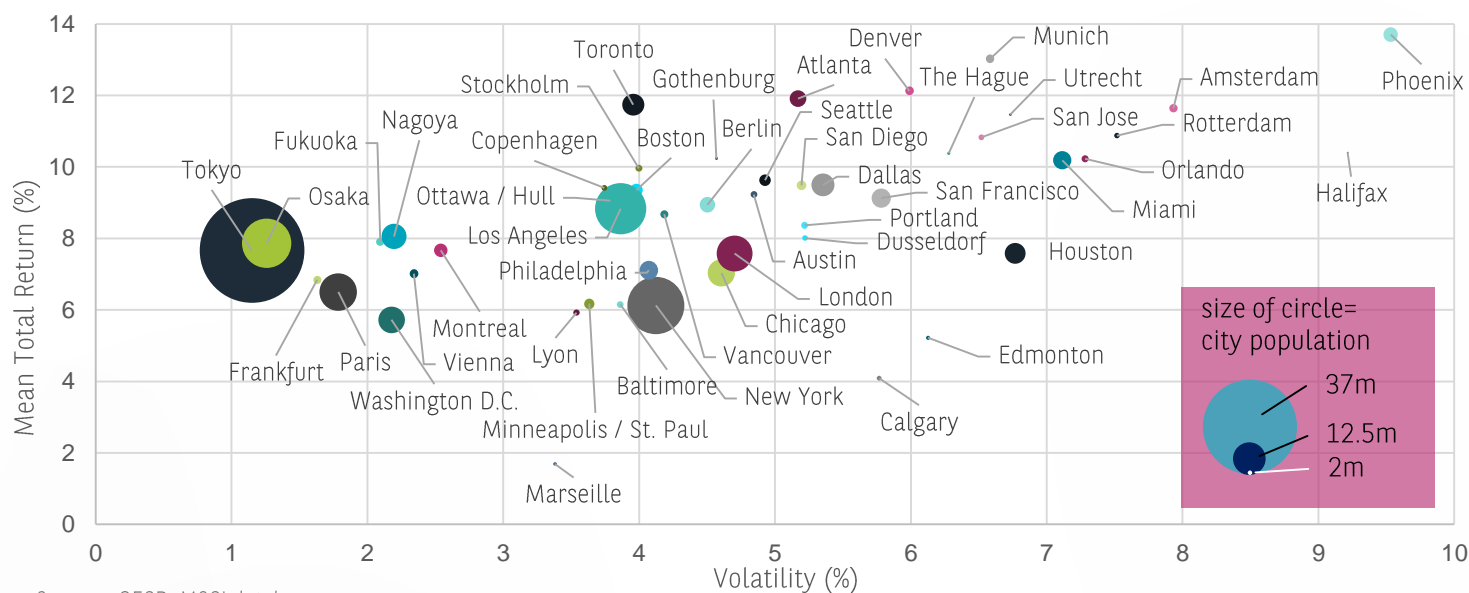 14
12
10
8
6
4
2
0
Mean Total Return (%)
0 1 2 3 4 5 6 7 8 9 10
Volatility (%)
Toronto
Denver
Munich
Stockholm
Gothenburg
Atlanta
The Hague
Utrecht
Amsterdam
Phoenix
Fukuoka
Nagoya
Copenhagen
Boston
Berlin
Seattle
San Diego
San Jose
Rotterdam
Tokyo
Osaka
Ottawa / Hull
Dallas
San Francisco
Orlando
Halifax
Los Angeles
Portland
Dusseldorf
Miami
Philadelphia
Austin
Houston
London
Montreal
Chicago
Frankfurt
Paris
Vienna
Lyon
Vancouver
Edmonton
Washington D.C.
Baltimore
New York
Calgary
Minneapolis / St. Paul
Marseille
size of circle=
city population
37m
12.5m
2m